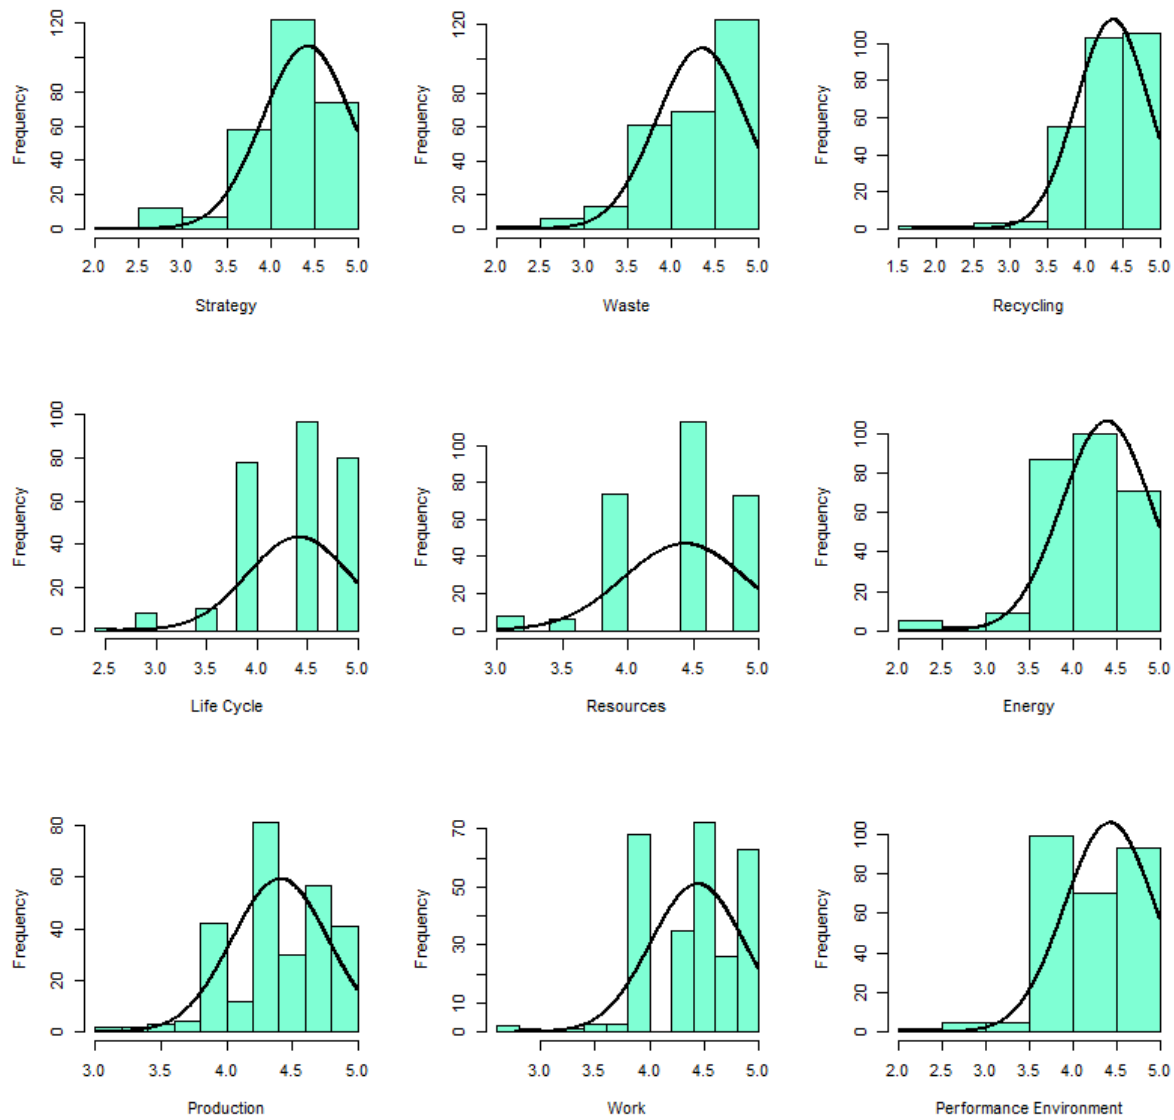 Frequency
0 20 40 60 80 120
2.0 2.5 3.0 3.5 4.0 4.5 5.0
Strategy
Frequency
0 20 40 60 80 120
2.0 2.5 3.0 3.5 4.0 4.5 5.0
Waste
Frequency
0 20 40 60 80 100
1.5 2.0 2.5 3.0 3.5 4.0 4.5 5.0
Recycling
Frequency
0 20 40 60 80 100
2.5 3.0 3.5 4.0 4.5 5.0
Life Cycle
Frequency
0 20 40 60 80 100
3.0 3.5 4.0 4.5 5.0
Resources
Frequency
0 20 40 60 80 100
2.0 2.5 3.0 3.5 4.0 4.5 5.0
Energy
Frequency
0 20 40 60 80
3.0 3.5 4.0 4.5 5.0
Production
Frequency
0 10 30 50 70
3.0 3.5 4.0 4.5 5.0
Work
Frequency
0 20 40 60 80 100
2.0 2.5 3.0 3.5 4.0 4.5 5.0
Performance Environment